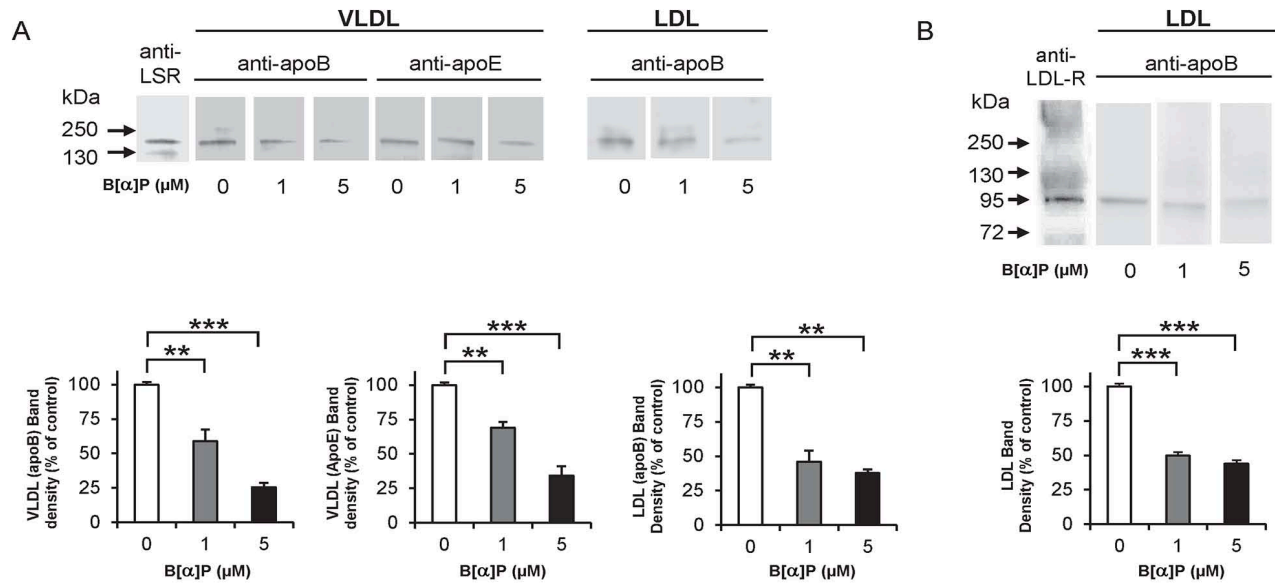 A
VLDL
LDL
anti-
LSR
anti-apoB
anti-apoE
anti-apoB
kDa
250
130
B[α]P (µM)
0 1 5 0 1 5
0 1 5
B
LDL
anti-
LDL-R
anti-apoB
kDa
250
130
95
72
B[α]P (µM)
0 1 5
***
**
VLDL (apoB) Band
density (% of control)
100
75
50
25
0
0 1 5
B[α]P (µM)
***
**
VLDL (ApoE) Band
density (% of control)
100
75
50
25
0
0 1 5
B[α]P (µM)
**
**
LDL (apoB) Band
Density (% of control)
100
75
50
25
0
0 1 5
B[α]P (µM)
***
***
LDL Band
Density (% of control)
100
75
50
25
0
0 1 5
B[α]P (µM)